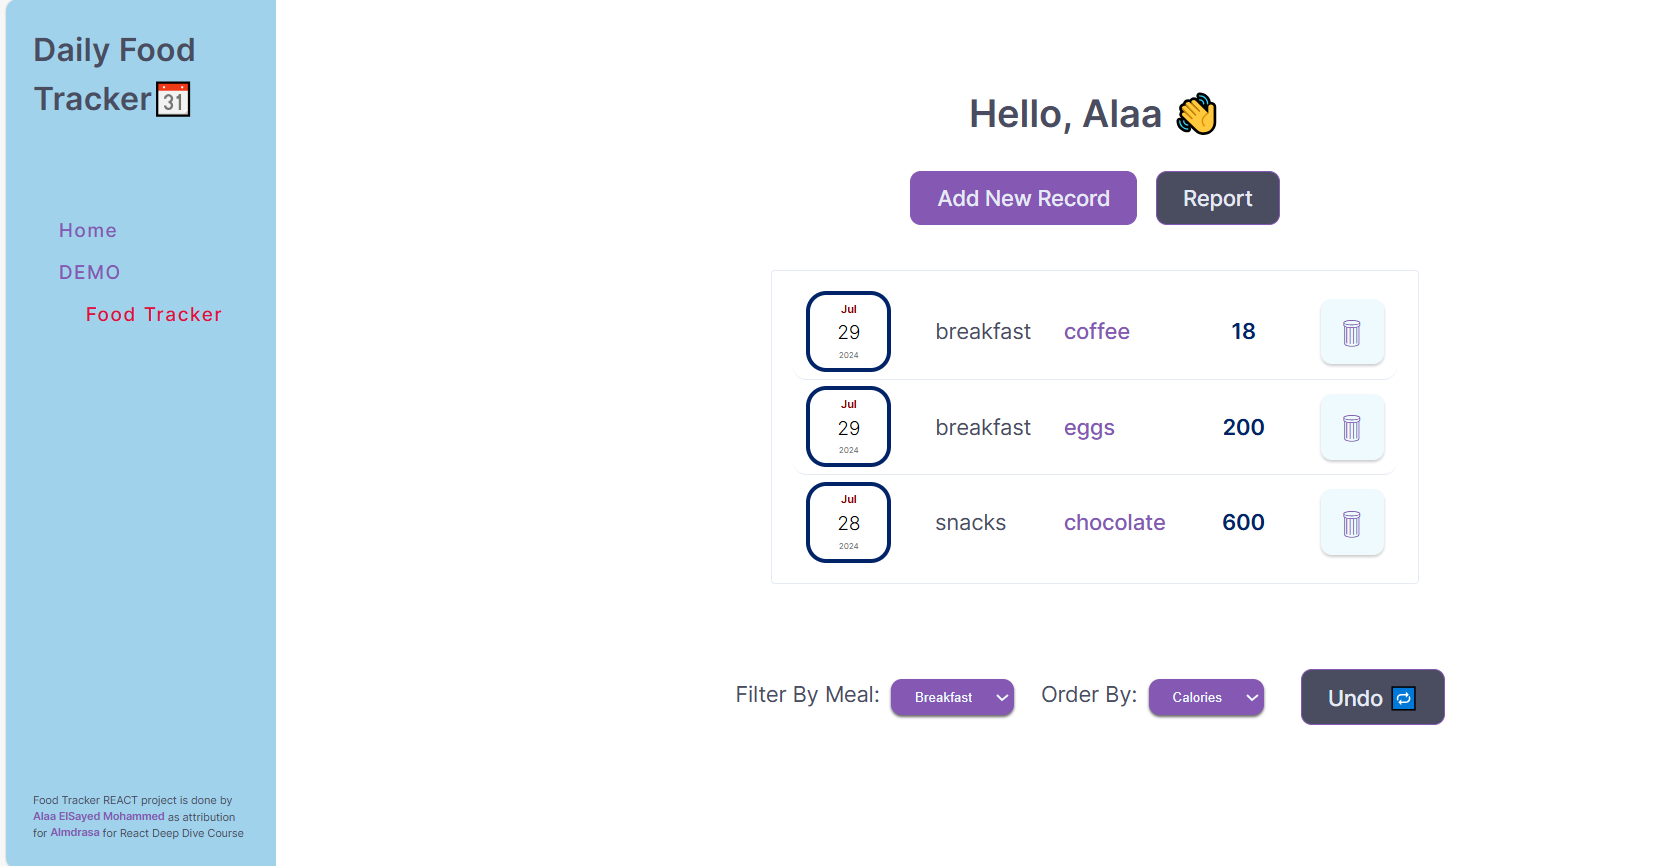 Daily Food
Tracker📅
Home
DEMO
Food Tracker
Food Tracker REACT project is done by
Alaa ElSayed Mohammed as attribution
for Almdrasa for React Deep Dive Course
Hello, Alaa 👋
Add New Record Report
Jul
29
2024
breakfast coffee 18
Jul
29
2024
breakfast eggs 200
Jul
28
2024
snacks chocolate 600
Filter By Meal: Breakfast Order By: Calories Undo 🔁